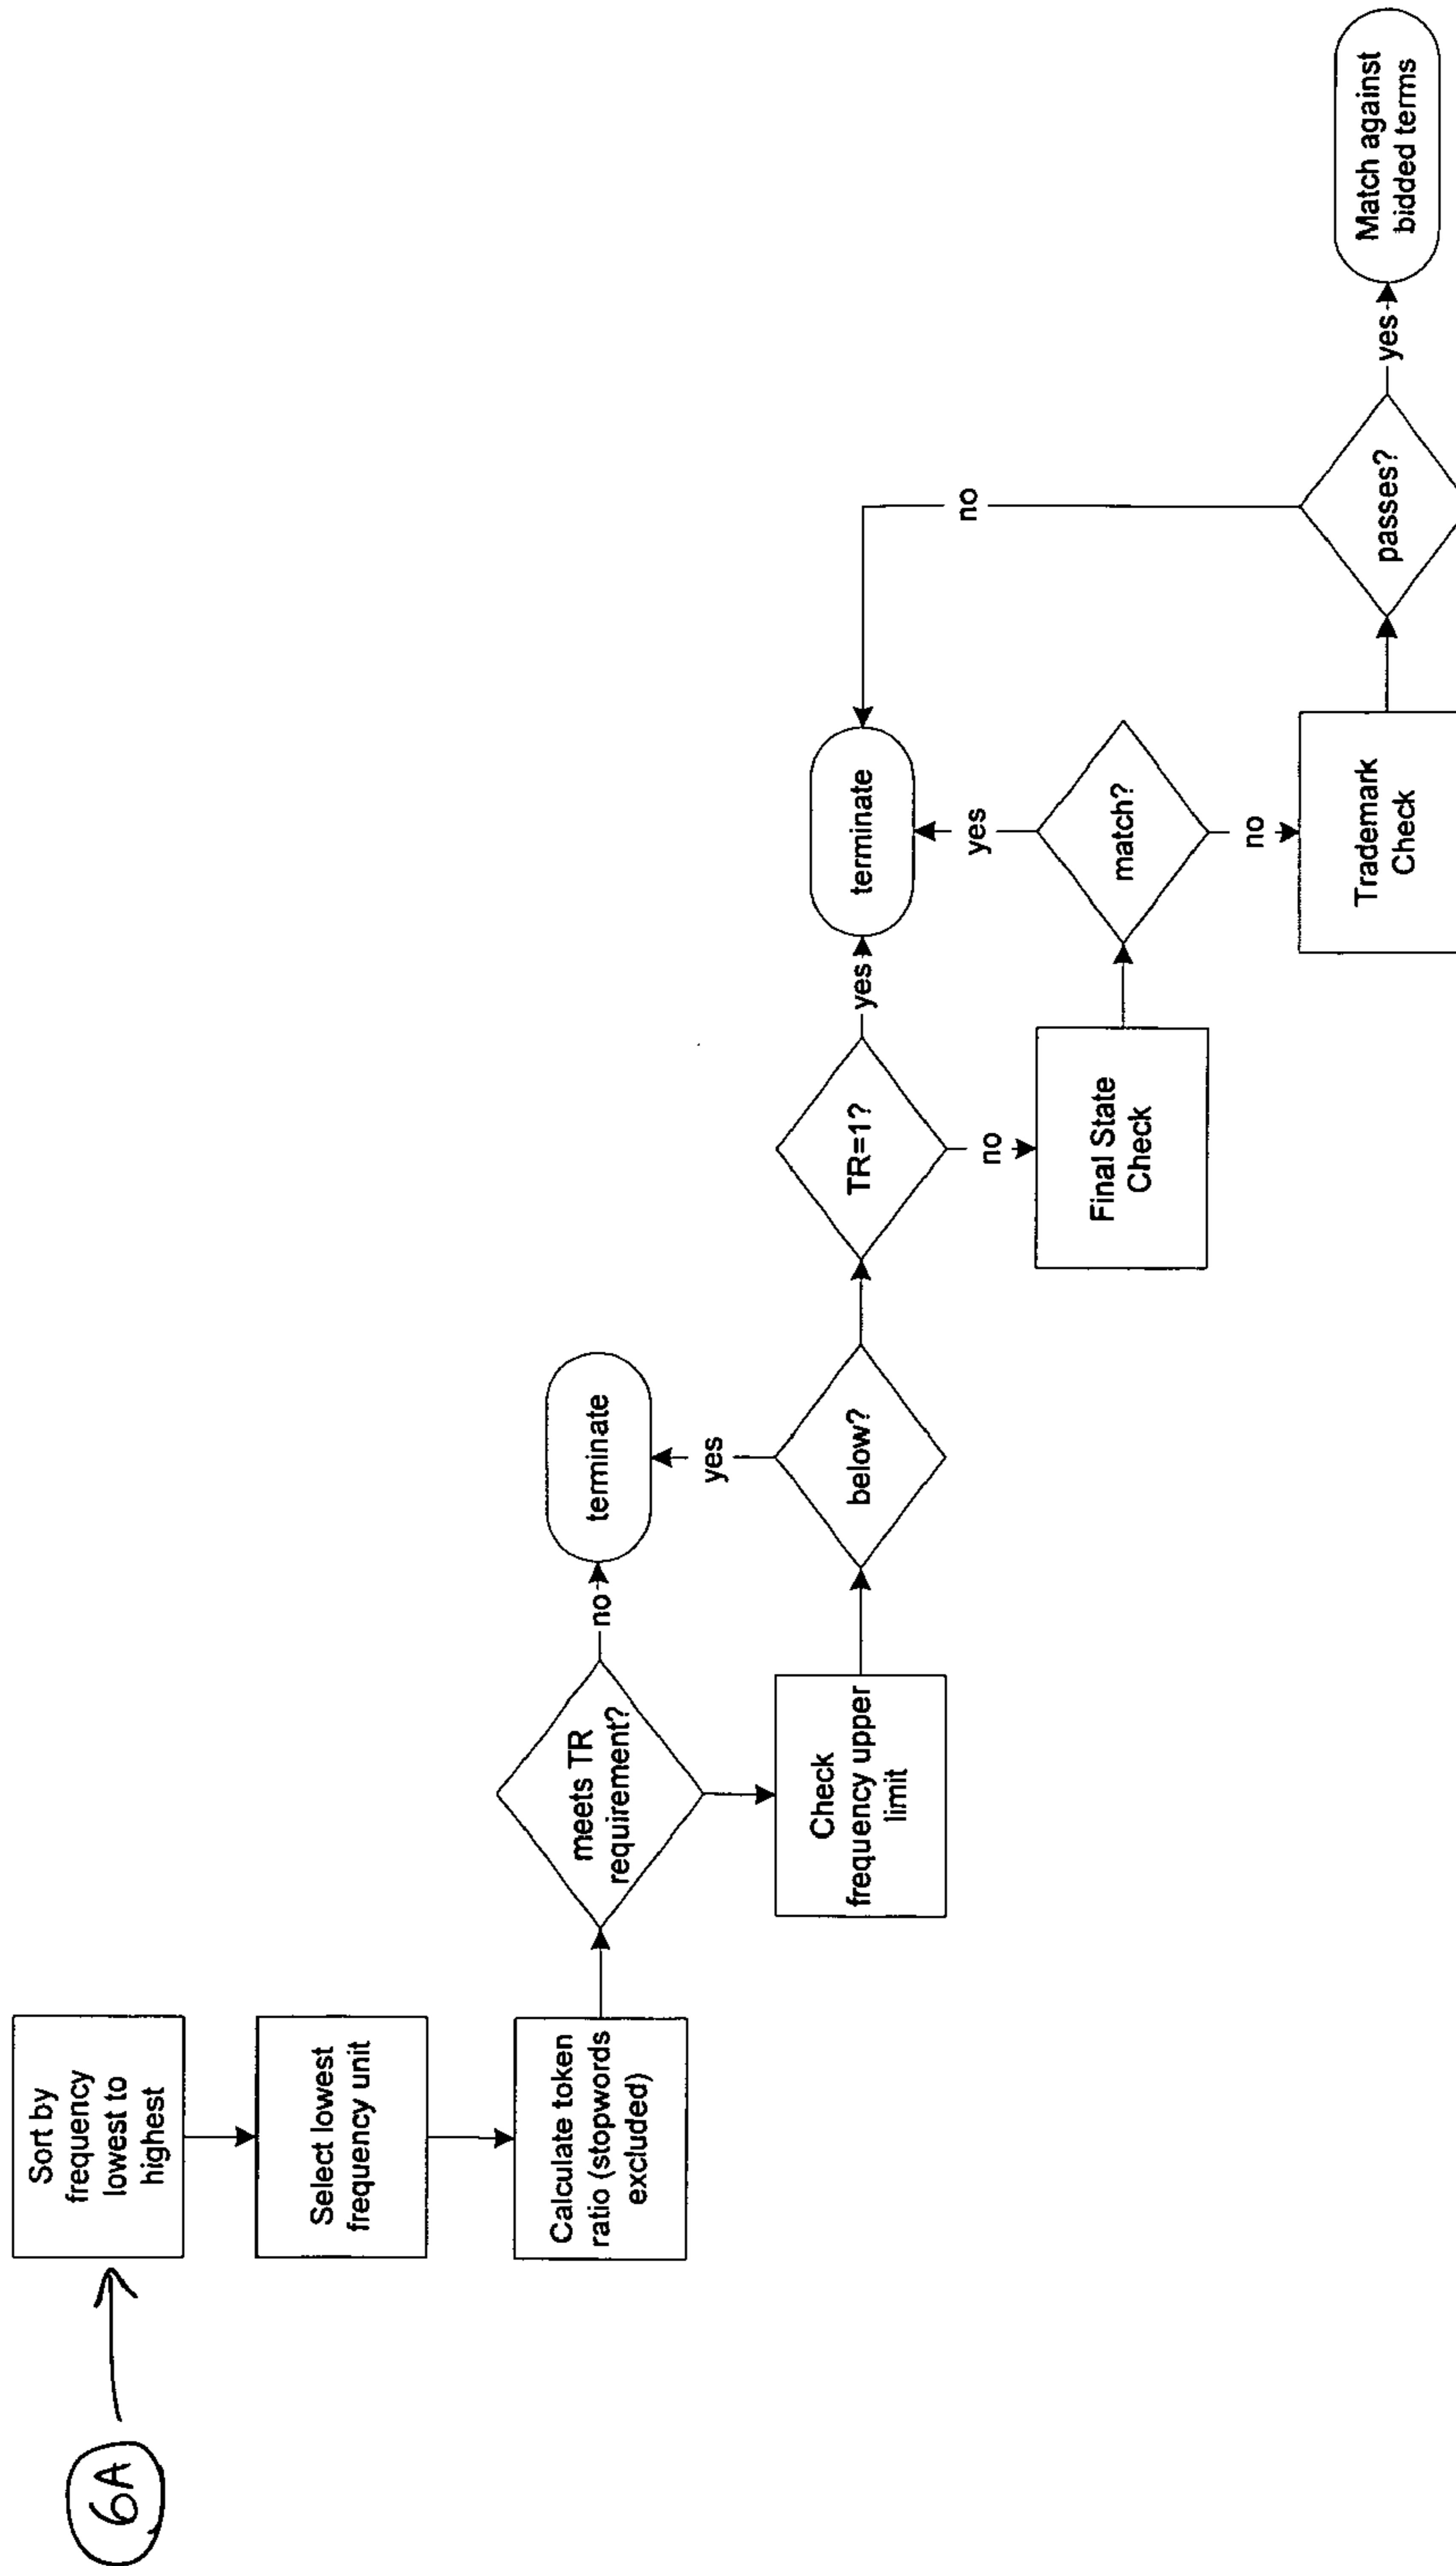 6A
Sort by
frequency
lowest to
highest
Select lowest
frequency unit
Calculate token
ratio (stopwords
excluded)
meets TR
requirement?
no
terminate
Check
frequency upper
limit
below?
yes
TR=1?
yes
terminate
no
Final State
Check
match?
yes
no
Trademark
Check
passes?
no
yes
Match against
bidded terms